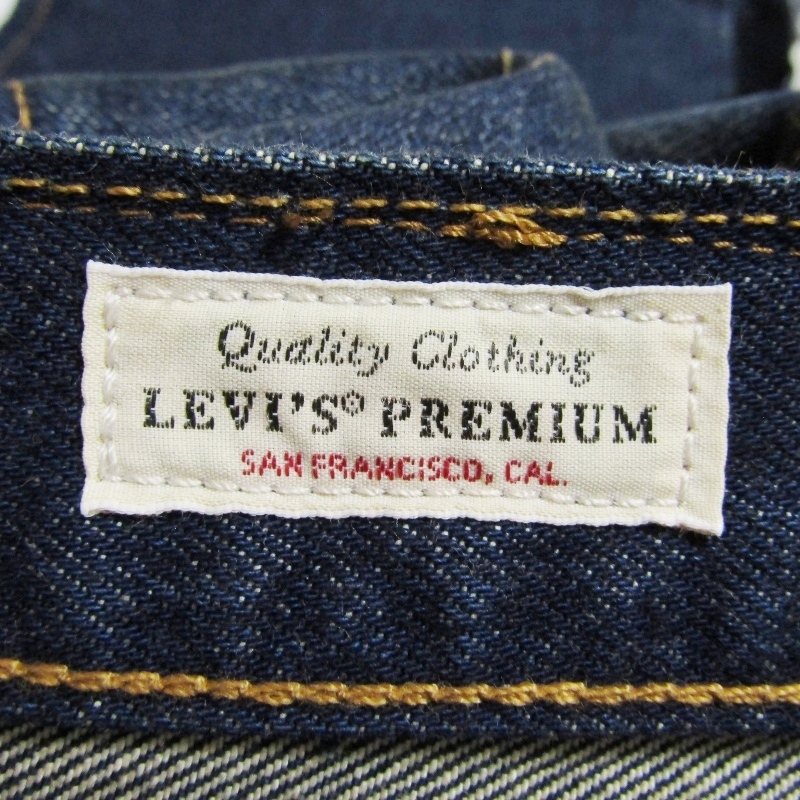 Quality Clothing
LEVI'S® PREMIUM
SAN FRANCISCO, CAL.